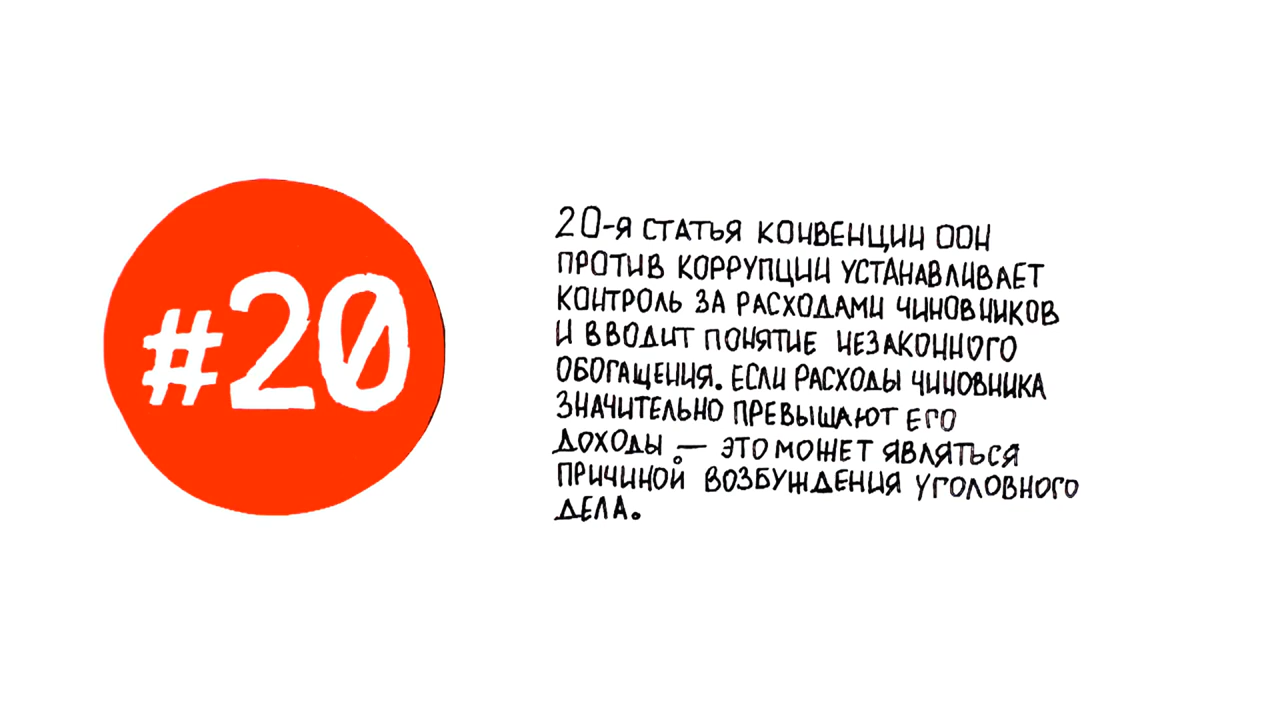 #20
20-я СТАТЬЯ КОНВЕНЦИИ ООН
ПРОТИВ КОРРУПЦИИ УСТАНАВЛИВАЕТ
КОНТРОЛЬ ЗА РАСХОДАМИ ЧИНОВНИКОВ
И ВВОДИТ ПОНЯТИЕ НЕЗАКОННОГО
ОБОГАЩЕНИЯ. ЕСЛИ РАСХОДЫ ЧИНОВНИКА
ЗНАЧИТЕЛЬНО ПРЕВЫШАЮТ ЕГО
ДОХОДЫ — ЭТО МОЖЕТ ЯВЛЯТЬСЯ
ПРИЧИНОЙ ВОЗБУЖДЕНИЯ УГОЛОВНОГО
ДЕЛА.